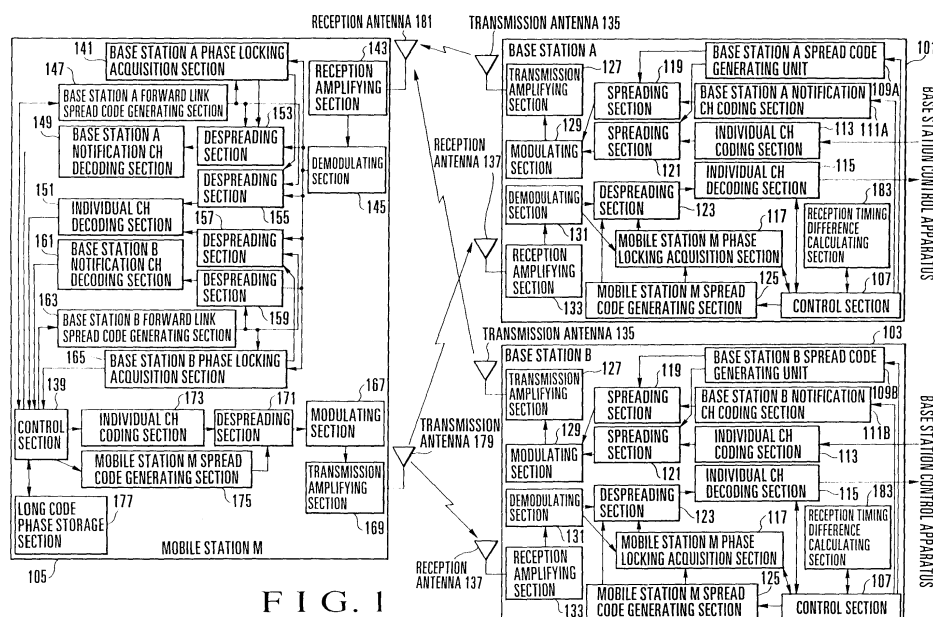 RECEPTION ANTENNA 181
TRANSMISSION ANTENNA 135
141
BASE STATION A PHASE LOCKING
ACQUISITION SECTION
143
147
RECEPTION
AMPLIFYING
SECTION
BASE STATION A FORWARD LINK
SPREAD CODE GENERATING SECTION
149
153
BASE STATION A
NOTIFICATION CH
DECODING SECTION
DESPREADING
SECTION
DEMODULATING
SECTION
145
DESPREADING
SECTION
151
155
INDIVIDUAL CH
DECODING SECTION
157
161
DESPREADING
SECTION
BASE STATION B
NOTIFICATION CH
DECODING SECTION
DESPREADING
SECTION
163
159
BASE STATION B FORWARD LINK
SPREAD CODE GENERATING SECTION
165
BASE STATION B PHASE LOCKING
ACQUISITION SECTION
139
173
171
167
CONTROL
SECTION
INDIVIDUAL CH
CODING SECTION
DESPREADING
SECTION
MODULATING
SECTION
MOBILE STATION M SPREAD
CODE GENERATING SECTION
175
TRANSMISSION
AMPLIFYING
SECTION
169
LONG CODE
PHASE STORAGE
SECTION
177
MOBILE STATION M
105
RECEPTION
ANTENNA 137
TRANSMISSION
ANTENNA 179
RECEPTION
ANTENNA 137
BASE STATION A
101
127
119
TRANSMISSION
AMPLIFYING
SECTION
SPREADING
SECTION
BASE STATION A SPREAD CODE
GENERATING UNIT
109A
BASE STATION A NOTIFICATION
CH CODING SECTION
111A
129
MODULATING
SECTION
SPREADING
SECTION
121
INDIVIDUAL CH
CODING SECTION
113
INDIVIDUAL CH
DECODING SECTION
115
DEMODULATING
SECTION
131
DESPREADING
SECTION
123
117
183
RECEPTION TIMING
DIFFERENCE
CALCULATING
SECTION
MOBILE STATION M PHASE
LOCKING ACQUISITION SECTION
RECEPTION
AMPLIFYING
SECTION
133
125
107
MOBILE STATION M SPREAD
CODE GENERATING SECTION
CONTROL SECTION
BASE STATION CONTROL APPARATUS
TRANSMISSION ANTENNA 135
103
BASE STATION B
127
119
TRANSMISSION
AMPLIFYING
SECTION
SPREADING
SECTION
BASE STATION B SPREAD CODE
GENERATING UNIT
109B
BASE STATION B NOTIFICATION
CH CODING SECTION
111B
129
MODULATING
SECTION
SPREADING
SECTION
121
INDIVIDUAL CH
CODING SECTION
113
INDIVIDUAL CH
DECODING SECTION
115
DEMODULATING
SECTION
131
DESPREADING
SECTION
123
117
183
RECEPTION TIMING
DIFFERENCE
CALCULATING
SECTION
MOBILE STATION M PHASE
LOCKING ACQUISITION SECTION
RECEPTION
AMPLIFYING
SECTION
133
125
107
MOBILE STATION M SPREAD
CODE GENERATING SECTION
CONTROL SECTION
BASE STATION CONTROL APPARATUS
FIG. 1